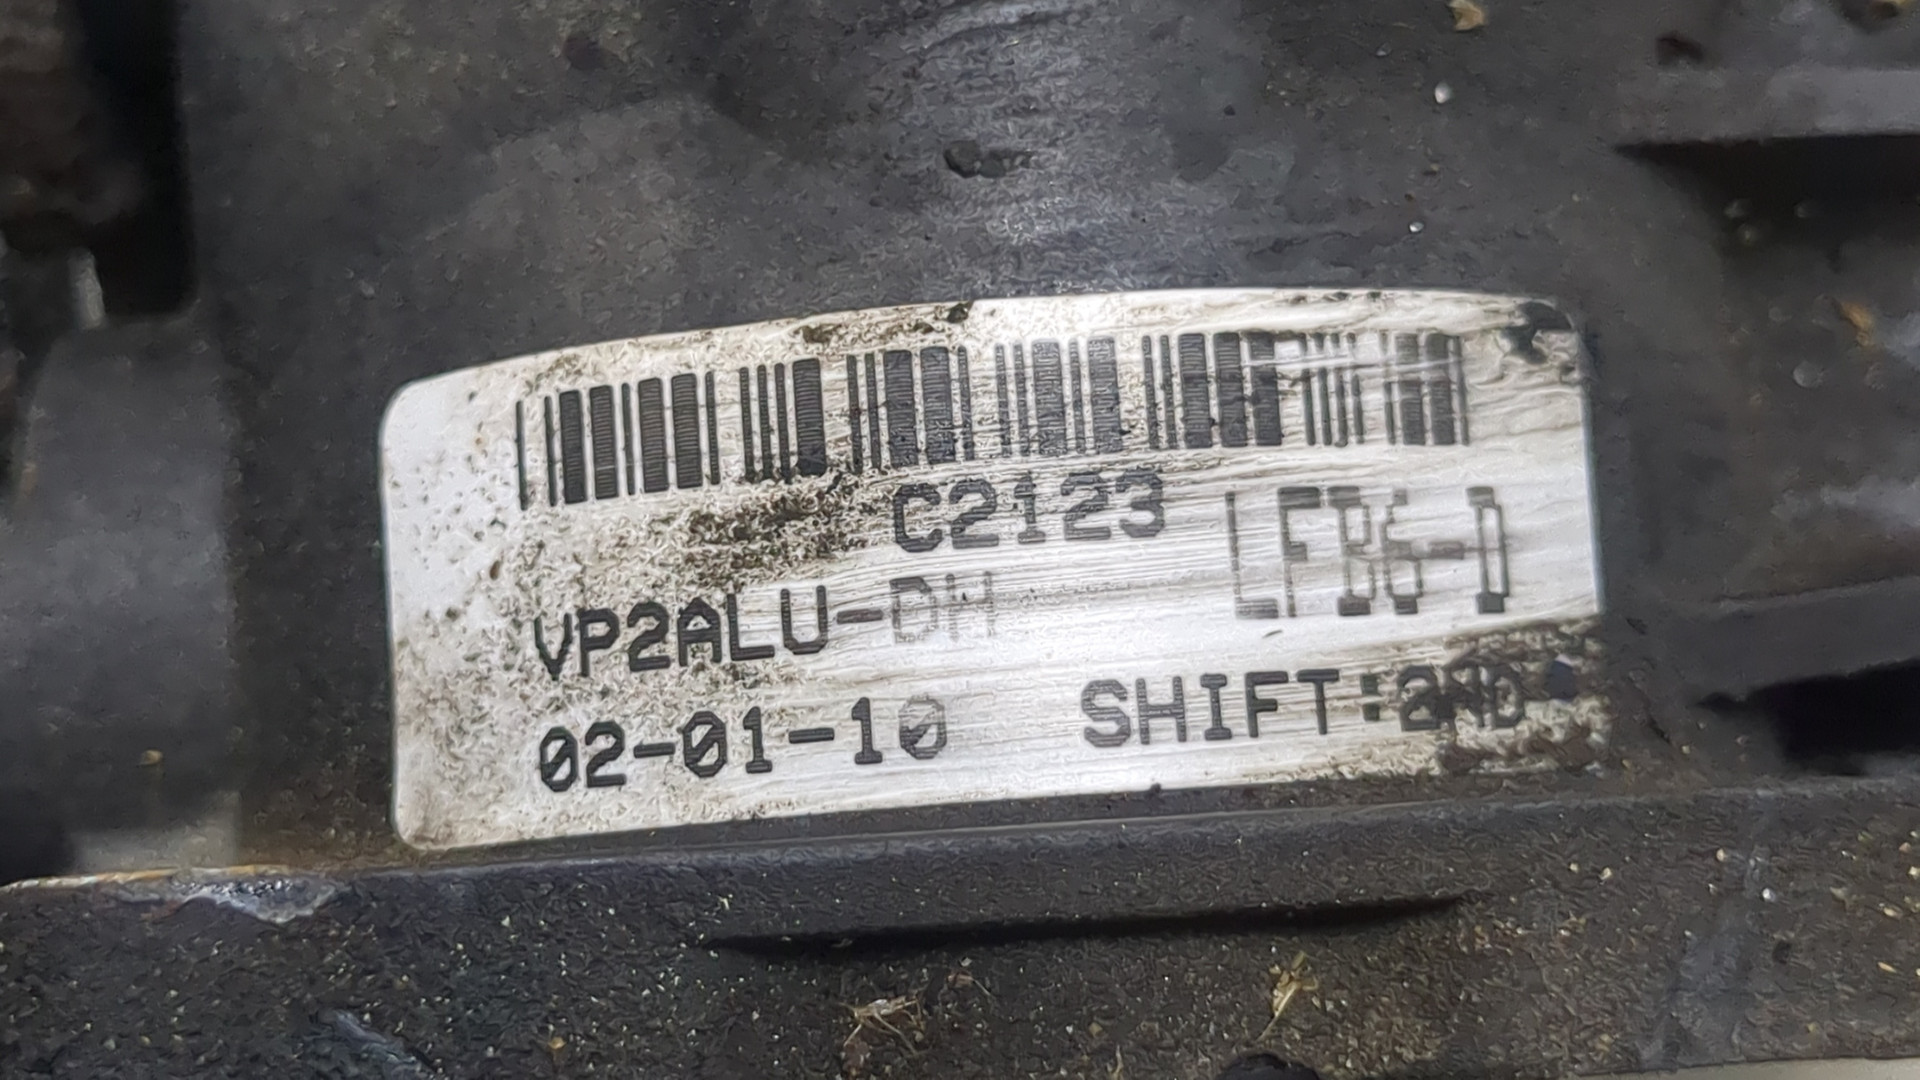 C2123
VP2ALU-DH LFB6-D
02-01-10 SHIFT:2ND